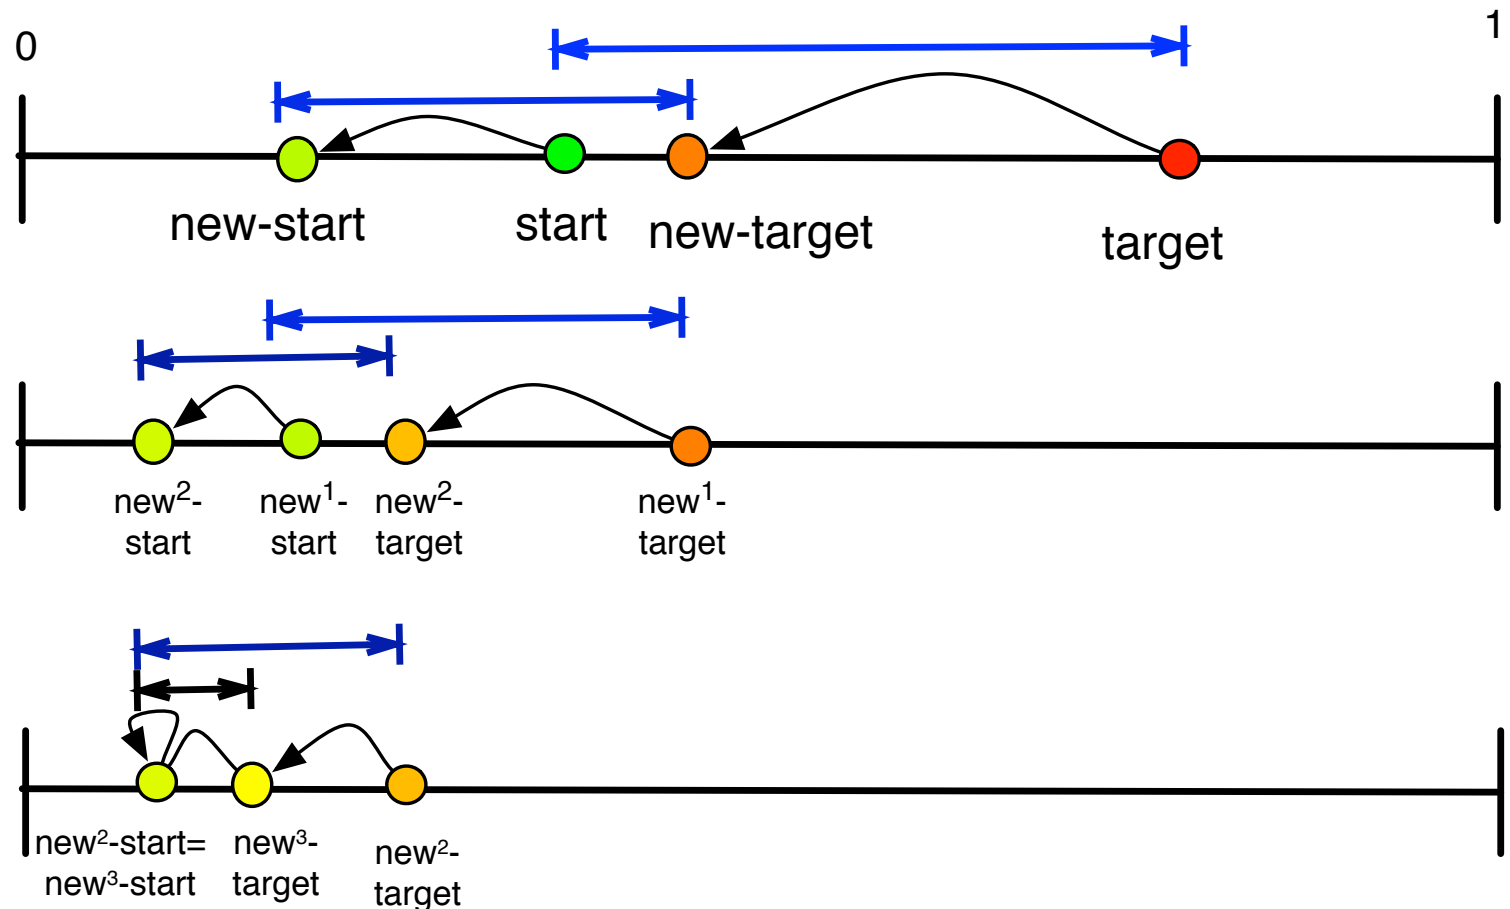 0
1
new-start
start
new-target
target
new²-
start
new¹-
start
new²-
target
new¹-
target
new²-start=
new³-start
new³-
target
new²-
target